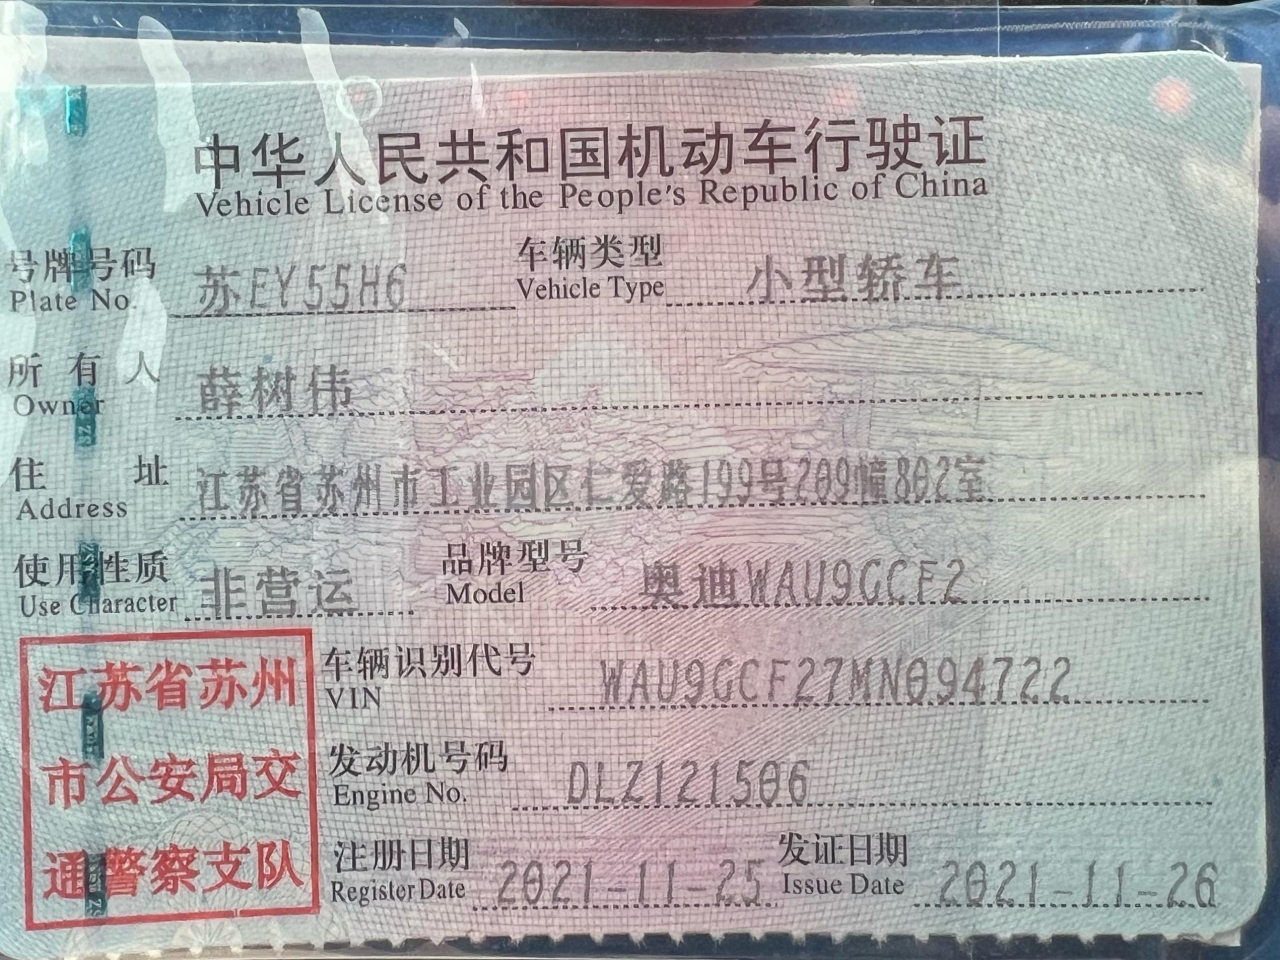 中华人民共和国机动车行驶证
Vehicle License of the People's Republic of China
号牌号码 苏EY55H6 车辆类型 小型轿车
Plate No. Vehicle Type
所有人 薛树伟
Owner
住址 江苏省苏州市工业园区仁爱路199号209幢802室
Address
使用性质 非营运 品牌型号 奥迪WAU9GCF2
Use Character Model
车辆识别代号 WAU9GCF27MN094722
VIN
发动机号码 DLZ121506
Engine No.
注册日期 2021-11-25 发证日期 2021-11-26
Register Date Issue Date
江苏省苏州
市公安局交
通警察支队